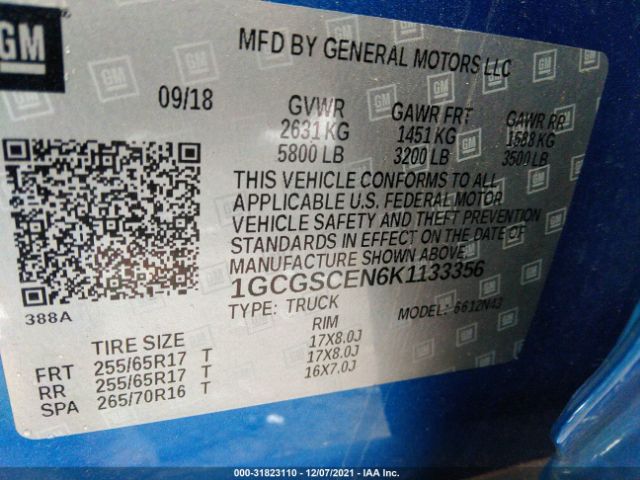 GM
MFD BY GENERAL MOTORS LLC
09/18
GVWR GAWR FRT GAWR RR
2631 KG 1451 KG 1588 KG
5800 LB 3200 LB 3500 LB
THIS VEHICLE CONFORMS TO ALL
APPLICABLE U.S. FEDERAL MOTOR
VEHICLE SAFETY AND THEFT PREVENTION
STANDARDS IN EFFECT ON THE DATE OF
MANUFACTURE SHOWN ABOVE.
1GCGSCEN6K1133356
388A
TYPE: TRUCK MODEL: 6612N43
TIRE SIZE RIM
FRT 255/65R17 T 17X8.0J
RR 255/65R17 T 17X8.0J
SPA 265/70R16 T 16X7.0J
000-31823110 - 12/07/2021 - IAA Inc.